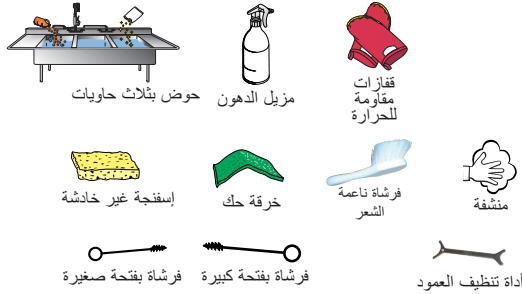 قفازات
مقاومة
للحرارة
مزيل الدهون
حوض بثلاث حاويات
منشفة
فرشاة ناعمة
الشعر
خرقة حك
إسفنجة غير خادشة
أداة تنظيف العمود
فرشاة بفتحة كبيرة
فرشاة بفتحة صغيرة